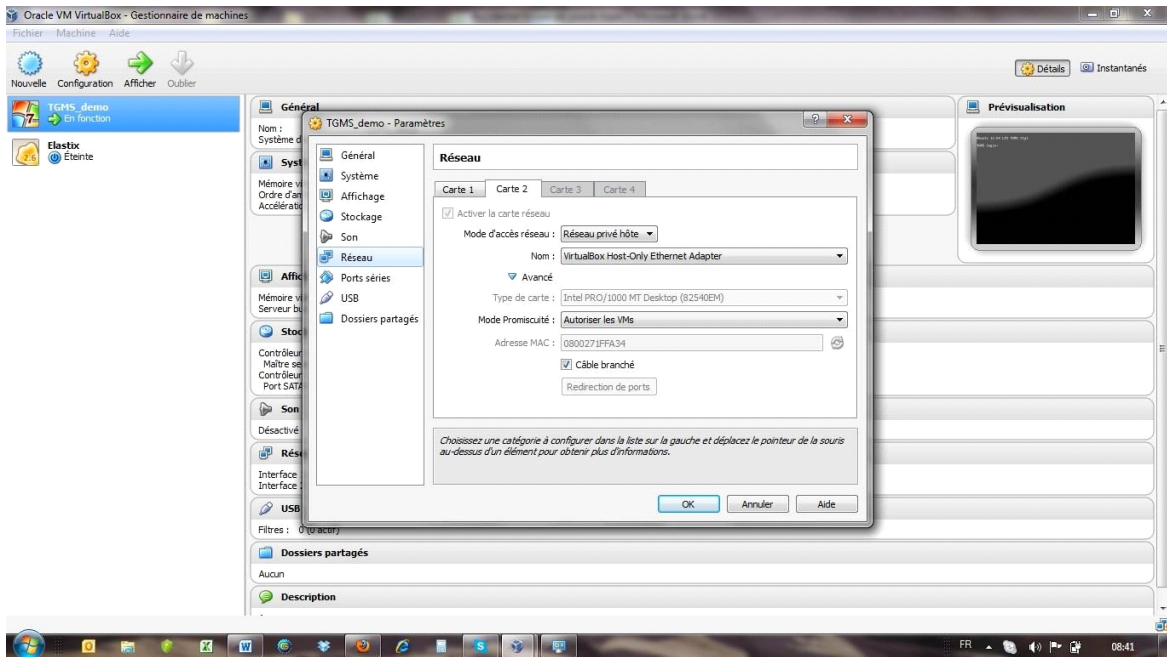 Oracle VM VirtualBox - Gestionnaire de machines
Fichier Machine Aide
Nouvelle Configuration Afficher Oublier
Détails Instantanés
TGMS_demo
En fonction
Elastix
Éteinte
Général
Nom :
Système d
Syst
Mémoire vi
Ordre d'am
Accélératio
Affic
Mémoire vi
Serveur bu
Stoc
Contrôleur
Maître se
Contrôleur
Port SATA
Son
Désactivé
Rése
Interface
Interface
USB
Filtres : 0 (0 actif)
Dossiers partagés
Aucun
Description
Prévisualisation
TGMS_demo - Paramètres
Général
Système
Affichage
Stockage
Son
Réseau
Ports séries
USB
Dossiers partagés
Réseau
Carte 1 Carte 2 Carte 3 Carte 4
Activer la carte réseau
Mode d'accès réseau : Réseau privé hôte
Nom : VirtualBox Host-Only Ethernet Adapter
Avancé
Type de carte : Intel PRO/1000 MT Desktop (82540EM)
Mode Promiscuité : Autoriser les VMs
Adresse MAC : 0800271FFA34
Câble branché
Redirection de ports
Choisissez une catégorie à configurer dans la liste sur la gauche et déplacez le pointeur de la souris
au-dessus d'un élément pour obtenir plus d'informations.
OK Annuler Aide
FR 08:41